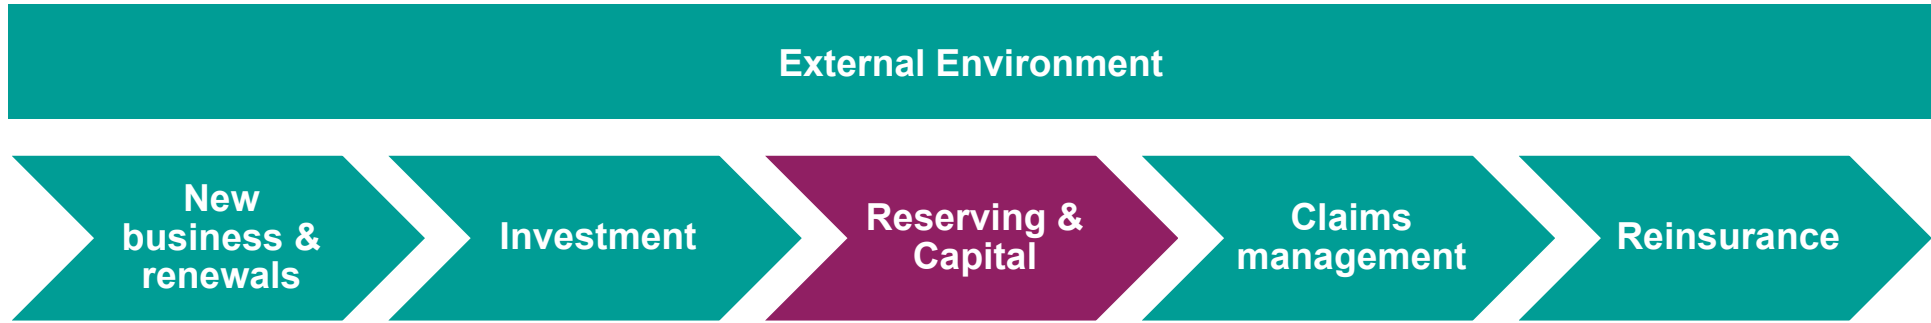 External Environment
New
business &
renewals
Investment
Reserving &
Capital
Claims
management
Reinsurance